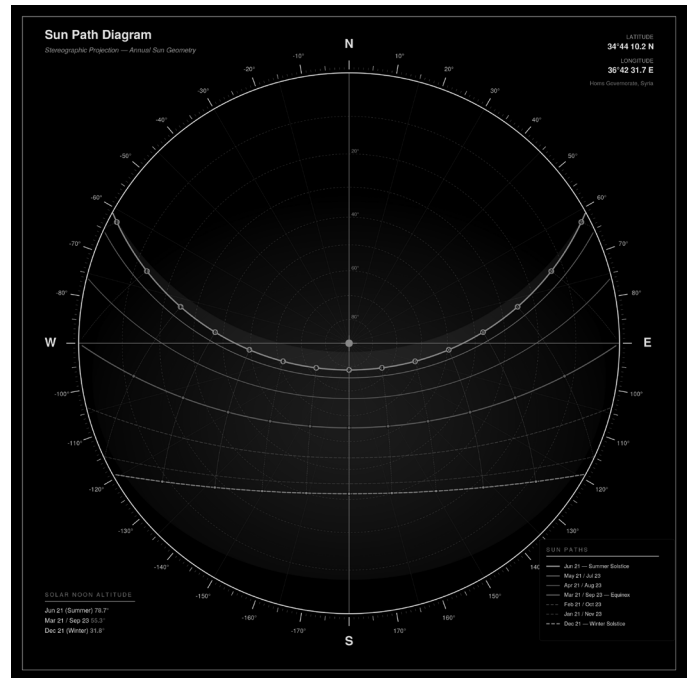 Sun Path Diagram
Stereographic Projection — Annual Sun Geometry
LATITUDE
34°44 10.2 N
LONGITUDE
36°42 31.7 E
Homs Governorate, Syria
N
-10°
10°
-20°
20°
-30°
30°
-40°
40°
-50°
50°
-60°
60°
-70°
70°
-80°
80°
W
E
-100°
100°
-110°
110°
-120°
120°
-130°
130°
-140°
140°
-150°
-160°
-170°
170°
160°
S
20°
40°
60°
80°
SOLAR NOON ALTITUDE
Jun 21 (Summer) 78.7°
Mar 21 / Sep 23 55.3°
Dec 21 (Winter) 31.8°
SUN PATHS
Jun 21 — Summer Solstice
May 21 / Jul 23
Apr 21 / Aug 23
Mar 21 / Sep 23 — Equinox
Feb 21 / Oct 23
Jan 21 / Nov 23
Dec 21 — Winter Solstice